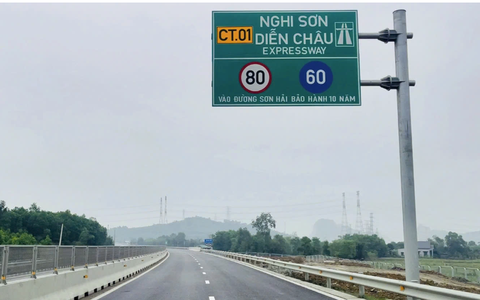 NGHI SƠN
CT.01
DIỄN CHÂU
EXPRESSWAY
80
60
VÀO ĐƯỜNG SƠN HẢI BẢO HÀNH 10 NĂM